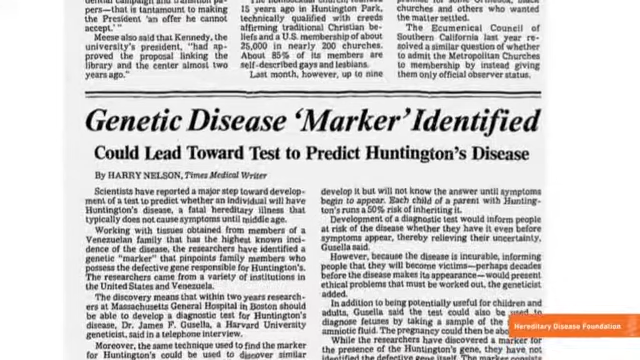 pers—that is tantamount to making
the President 'an offer he cannot
accept.' "
Meese also said that Kennedy, the
university's president, "had ap-
proved the proposal linking the
library and the center almost two
years ago."
15 years ago in Huntington Park,
technically qualified with creeds
affirming traditional Christian be-
liefs and a U.S. membership of about
25,000 in nearly 200 churches.
About 85% of its members are
self-described gays and lesbians.
Last month, however, up to nine
churches and others who wanted
the matter settled.
The Ecumenical Council of
Southern California last year re-
solved a similar question of whether
to admit the Metropolitan Churches
to membership by instead giving
them only official observer status.
Genetic Disease 'Marker' Identified
Could Lead Toward Test to Predict Huntington's Disease
By HARRY NELSON, Times Medical Writer
Scientists have reported a major step toward develop-
ment of a test to predict whether an individual will have
Huntington's disease, a fatal hereditary illness that
typically does not cause symptoms until middle age.
Working with tissues obtained from members of a
Venezuelan family that has the highest known inci-
dence of the disease, the researchers have identified a
genetic "marker" that pinpoints family members who
possess the defective gene responsible for Huntington's.
The researchers came from a variety of institutions in
the United States and Venezuela.
The discovery means that within two years research-
ers at Massachusetts General Hospital in Boston should
be able to develop a diagnostic test for Huntington's
disease, Dr. James F. Gusella, a Harvard University
geneticist, said in a telephone interview.
Moreover, the same technique used to find the marker
for Huntington's could be used to discover similar
develop it but will not know the answer until symptoms
begin to appear. Each child of a parent with Hunting-
ton's runs a 50% risk of inheriting it.
Development of a diagnostic test would inform people
at risk of the disease whether they have it even before
symptoms appear, thereby relieving their uncertainty,
Gusella said.
However, because the disease is incurable, informing
people that they will become victims—perhaps decades
before the disease makes its appearance—would present
ethical problems that must be worked out, the geneticist
added.
In addition to being potentially useful for children and
adults, Gusella said the test could also be used to
diagnose fetuses by taking a sample of the
amniotic fluid. The pregnancy could then be
While the researchers have discovered a marker for
the presence of the Huntington's gene, they have not
identified the defective gene itself. The marker consists
Hereditary Disease Foundation